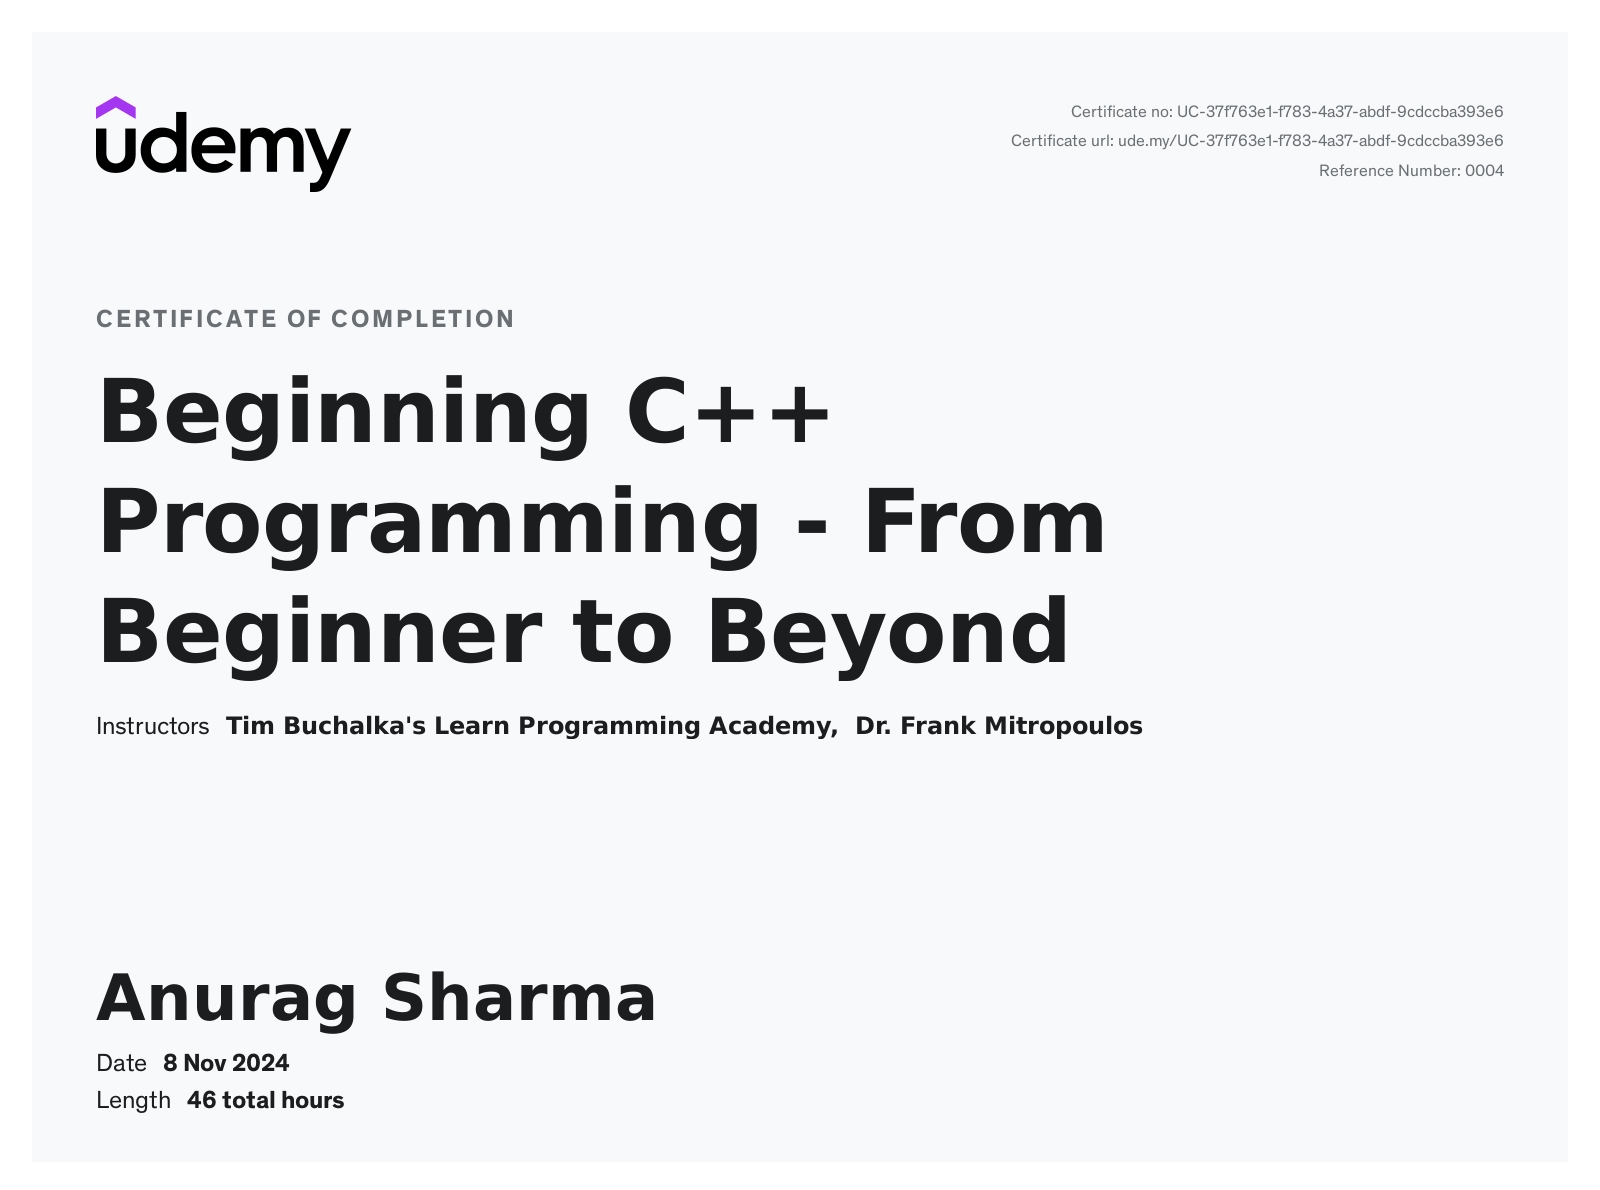 udemy
Certificate no: UC-37f763e1-f783-4a37-abdf-9cdccba393e6
Certificate url: ude.my/UC-37f763e1-f783-4a37-abdf-9cdccba393e6
Reference Number: 0004
CERTIFICATE OF COMPLETION
Beginning C++
Programming - From
Beginner to Beyond
Instructors Tim Buchalka's Learn Programming Academy, Dr. Frank Mitropoulos
Anurag Sharma
Date 8 Nov 2024
Length 46 total hours